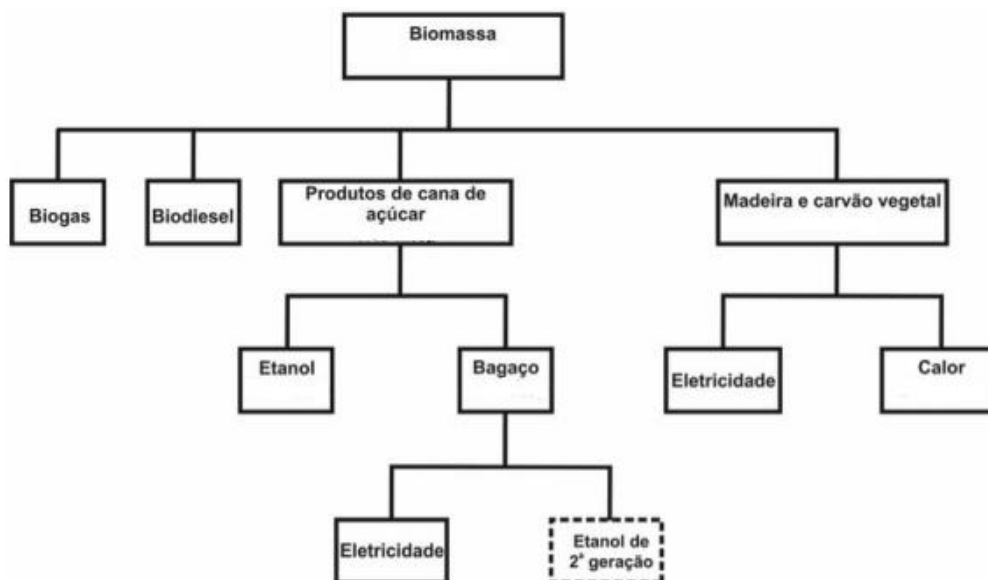 Biomassa
Biogas
Biodiesel
Produtos de cana de
açúcar
Madeira e carvão vegetal
Etanol
Bagaço
Eletricidade
Calor
Eletricidade
Etanol de
2ª geração